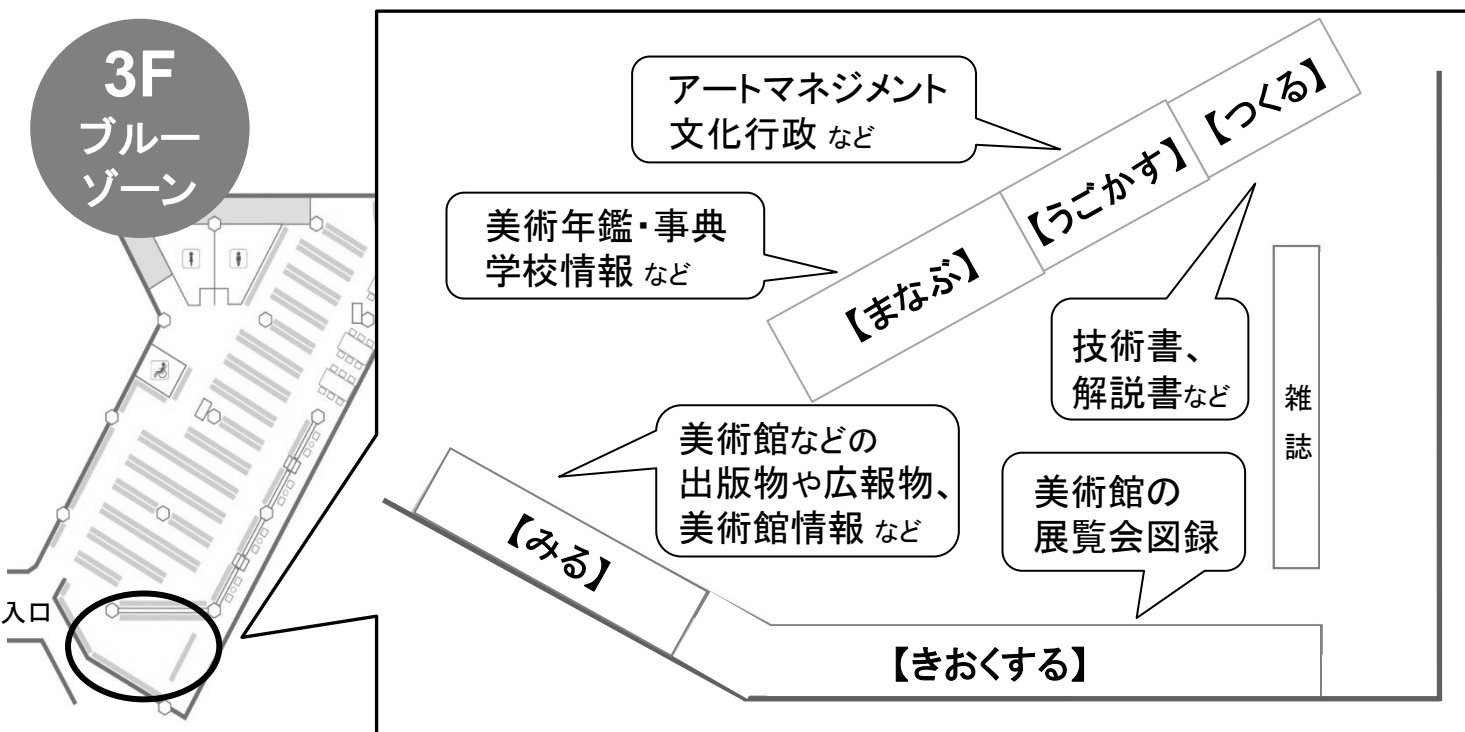 3F
ブルー
ゾーン
アートマネジメント
文化行政 など
【つくる】
【うごかす】
美術年鑑・事典
学校情報 など
【まなぶ】
技術書、
解説書など
雑誌
美術館などの
出版物や広報物、
美術館情報 など
美術館の
展覧会図録
【みる】
入口
【きおくする】